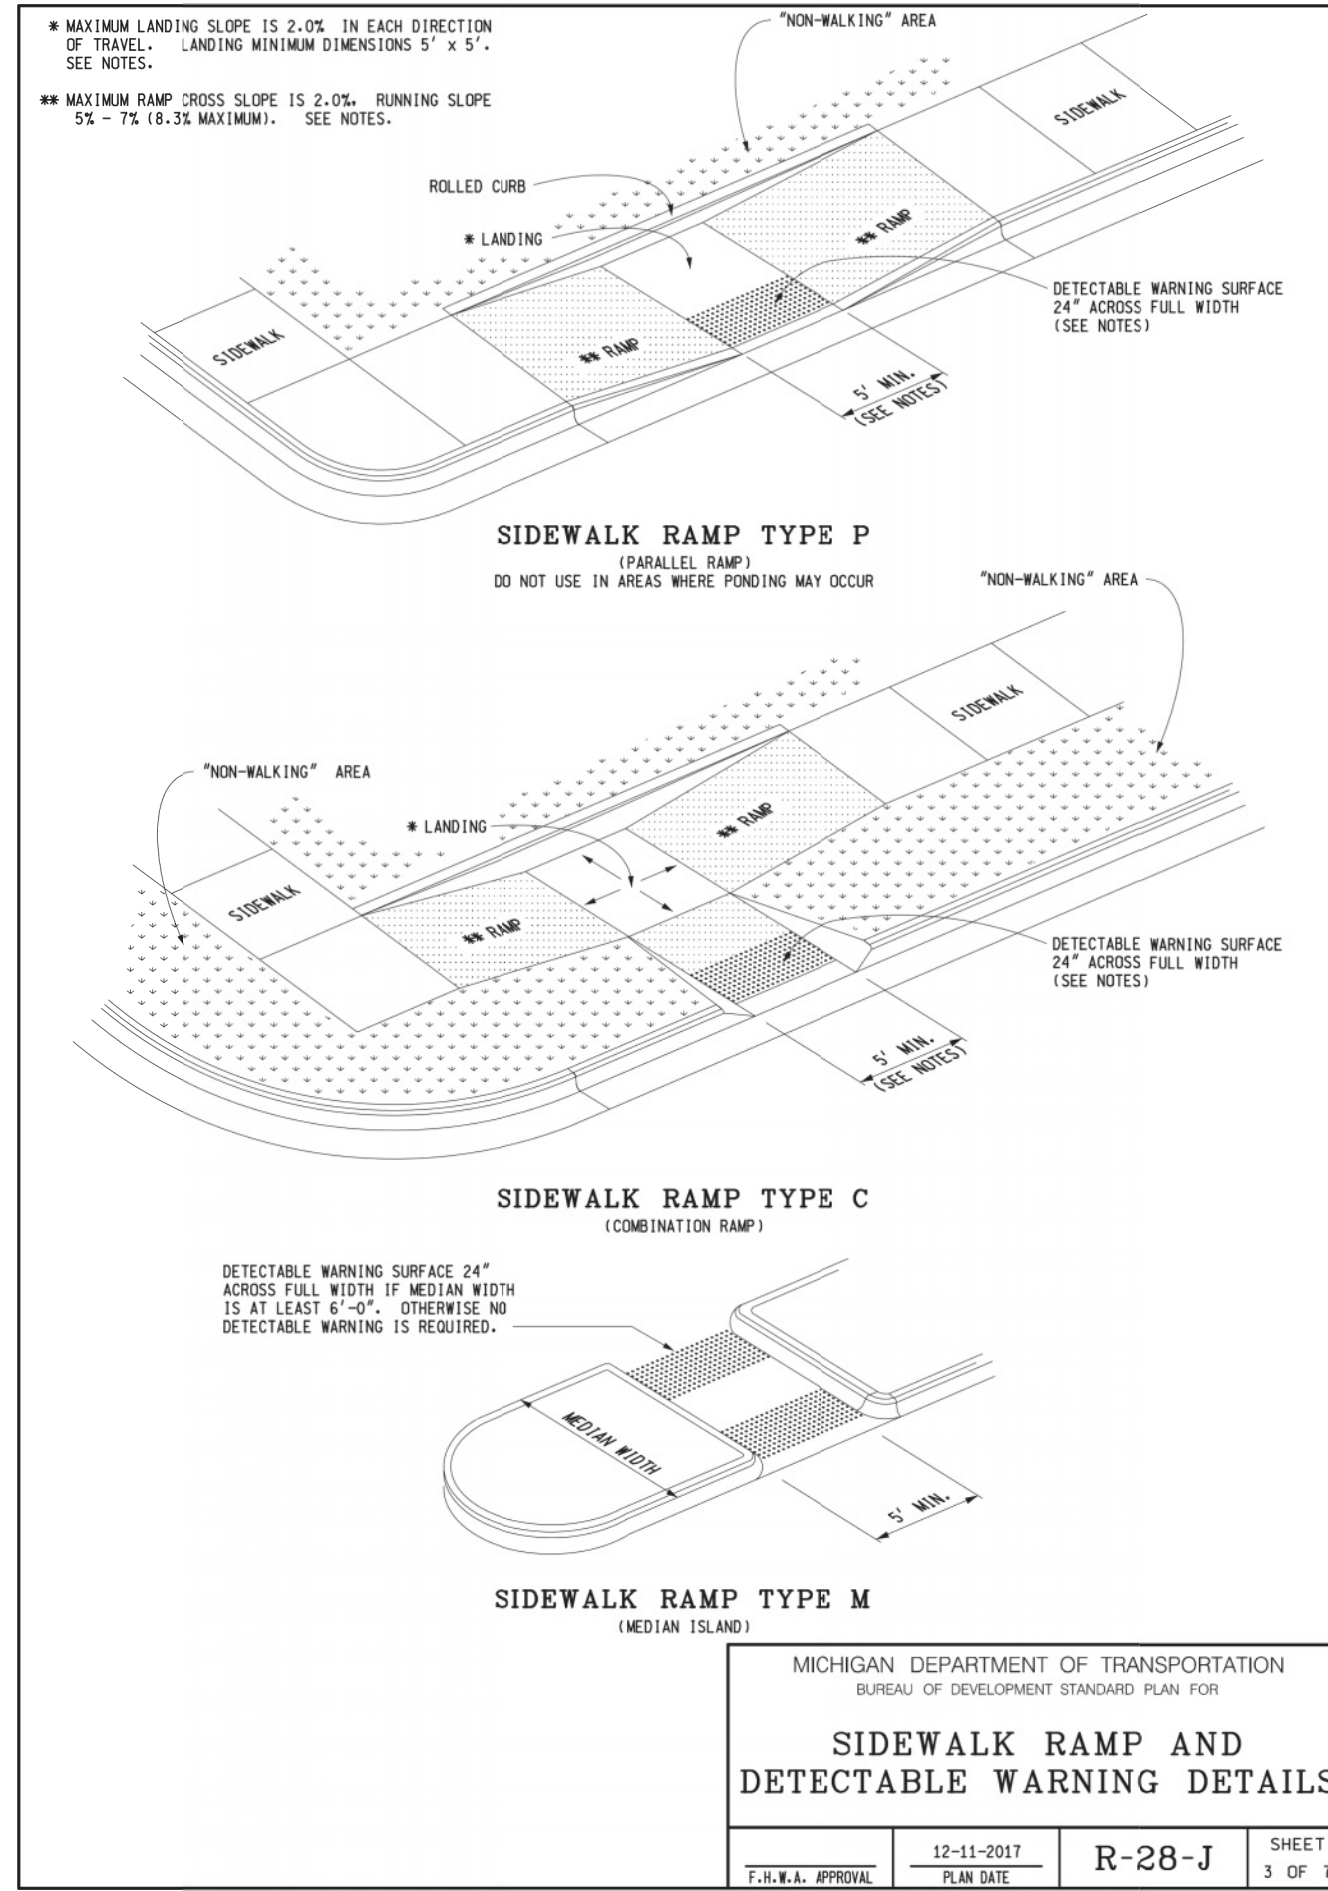 * MAXIMUM LANDING SLOPE IS 2.0% IN EACH DIRECTION
OF TRAVEL. LANDING MINIMUM DIMENSIONS 5' x 5'.
SEE NOTES.
** MAXIMUM RAMP CROSS SLOPE IS 2.0%. RUNNING SLOPE
5% - 7% (8.3% MAXIMUM). SEE NOTES.
"NON-WALKING" AREA
SIDEWALK
ROLLED CURB
* LANDING
** RAMP
DETECTABLE WARNING SURFACE
24" ACROSS FULL WIDTH
(SEE NOTES)
SIDEWALK
** RAMP
5' MIN.
(SEE NOTES)
SIDEWALK RAMP TYPE P
(PARALLEL RAMP)
DO NOT USE IN AREAS WHERE PONDING MAY OCCUR
"NON-WALKING" AREA
SIDEWALK
"NON-WALKING" AREA
* LANDING
** RAMP
SIDEWALK
** RAMP
DETECTABLE WARNING SURFACE
24" ACROSS FULL WIDTH
(SEE NOTES)
5' MIN.
(SEE NOTES)
SIDEWALK RAMP TYPE C
(COMBINATION RAMP)
DETECTABLE WARNING SURFACE 24"
ACROSS FULL WIDTH IF MEDIAN WIDTH
IS AT LEAST 6'-0". OTHERWISE NO
DETECTABLE WARNING IS REQUIRED.
MEDIAN WIDTH
5' MIN.
SIDEWALK RAMP TYPE M
(MEDIAN ISLAND)
MICHIGAN DEPARTMENT OF TRANSPORTATION
BUREAU OF DEVELOPMENT STANDARD PLAN FOR
SIDEWALK RAMP AND
DETECTABLE WARNING DETAILS
F.H.W.A. APPROVAL
12-11-2017
PLAN DATE
R-28-J
SHEET
3 OF 7